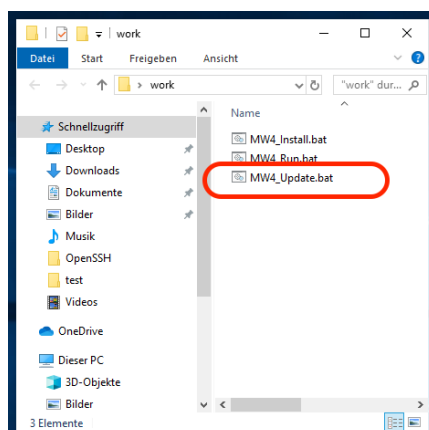 work
Datei Start Freigeben Ansicht
work "work" dur...
Name
Schnellzugriff
Desktop
Downloads
Dokumente
Bilder
Musik
OpenSSH
test
Videos
OneDrive
Dieser PC
3D-Objekte
Bilder
MW4_Install.bat
MW4_Run.bat
MW4_Update.bat
3 Elemente